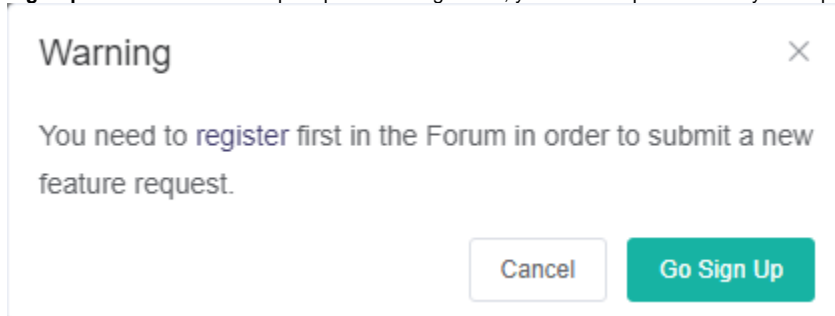 Warning
You need to register first in the Forum in order to submit a new
feature request.
Cancel Go Sign Up